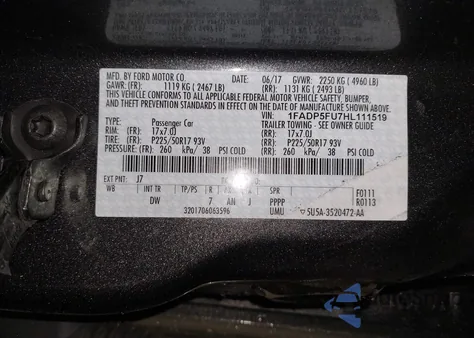 MFD. BY FORD MOTOR CO.
DATE: 06/17 GVWR: 2250 KG ( 4960 LB)
GAWR: (FR.) 1119 KG ( 2467 LB) (RR.) 1131 KG ( 2493 LB)
THIS VEHICLE CONFORMS TO ALL APPLICABLE FEDERAL MOTOR VEHICLE SAFETY, BUMPER,
AND THEFT PREVENTION STANDARDS IN EFFECT ON THE DATE OF MANUFACTURE SHOWN ABOVE.
VIN: 1FADP5FU7HL111519
TYPE: Passenger Car TRAILER TOWING - SEE OWNER GUIDE
RIM: (FR.) 17x7.0J (RR.) 17x7.0J
TIRE: (FR.) P225/50R17 93V (RR.) P225/50R17 93V
PRESSURE: (FR.) 260 kPa/ 38 PSI COLD (RR.) 260 kPa/ 38 PSI COLD
EXT PNT: J7
WB INT TR TP/PS R SPR F0111
DW 7 J PPPP R0113
3201706063596 UMU 5U5A-3520472-AA